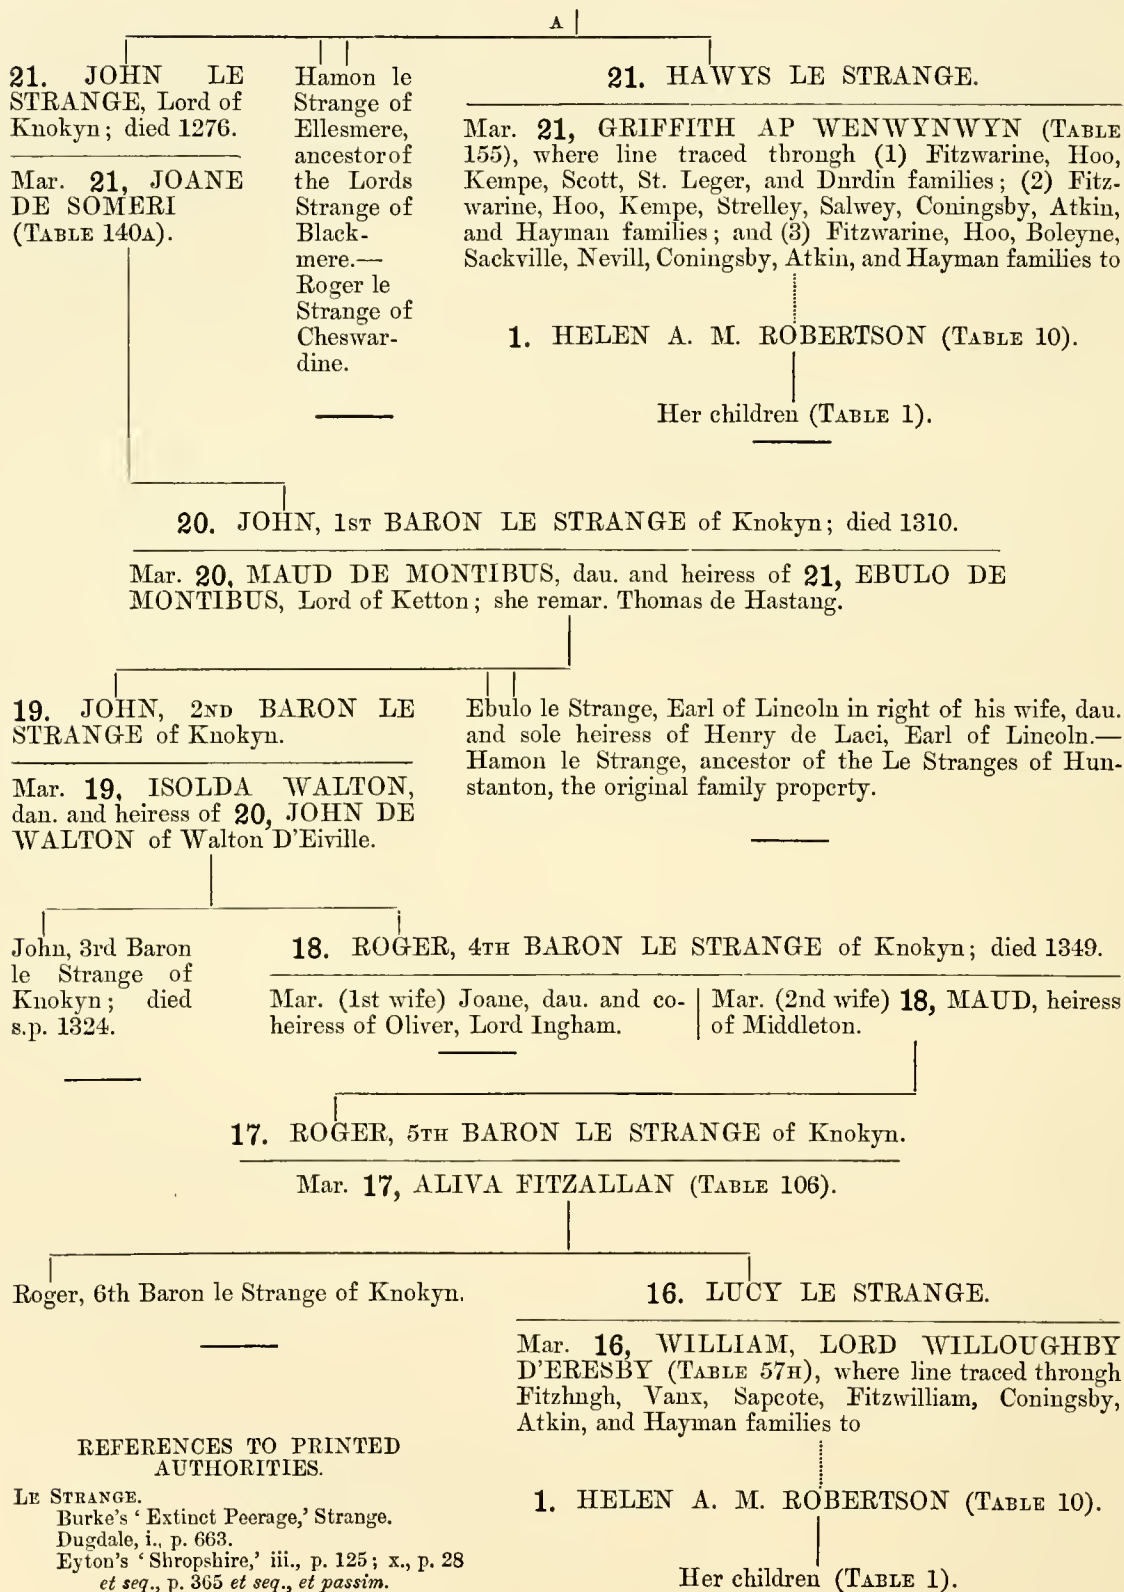 A
21. JOHN LE
STRANGE, Lord of
Knokyn; died 1276.
Mar. 21, JOANE
DE SOMERI
(TABLE 140A).
Hamon le
Strange of
Ellesmere,
ancestor of
the Lords
Strange of
Black-
mere.—
Roger le
Strange of
Cheswar-
dine.
21. HAWYS LE STRANGE.
Mar. 21, GRIFFITH AP WENWYNWYN (TABLE
155), where line traced through (1) Fitzwarine, Hoo,
Kempe, Scott, St. Leger, and Durdin families; (2) Fitz-
warine, Hoo, Kempe, Strelley, Salwey, Coningsby, Atkin,
and Hayman families; and (3) Fitzwarine, Hoo, Boleyne,
Sackville, Nevill, Coningsby, Atkin, and Hayman families to
1. HELEN A. M. ROBERTSON (TABLE 10).
Her children (TABLE 1).
20. JOHN, 1ST BARON LE STRANGE of Knokyn; died 1310.
Mar. 20, MAUD DE MONTIBUS, dau. and heiress of 21, EBULO DE
MONTIBUS, Lord of Ketton; she remar. Thomas de Hastang.
19. JOHN, 2ND BARON LE
STRANGE of Knokyn.
Mar. 19, ISOLDA WALTON,
dau. and heiress of 20, JOHN DE
WALTON of Walton D'Eiville.
Ebulo le Strange, Earl of Lincoln in right of his wife, dau.
and sole heiress of Henry de Laci, Earl of Lincoln.—
Hamon le Strange, ancestor of the Le Stranges of Hun-
stanton, the original family property.
John, 3rd Baron
le Strange of
Knokyn; died
s.p. 1324.
18. ROGER, 4TH BARON LE STRANGE of Knokyn; died 1349.
Mar. (1st wife) Joane, dau. and co-
heiress of Oliver, Lord Ingham.
Mar. (2nd wife) 18, MAUD, heiress
of Middleton.
17. ROGER, 5TH BARON LE STRANGE of Knokyn.
Mar. 17, ALIVA FITZALLAN (TABLE 106).
Roger, 6th Baron le Strange of Knokyn.
16. LUCY LE STRANGE.
Mar. 16, WILLIAM, LORD WILLOUGHBY
D'ERESBY (TABLE 57H), where line traced through
Fitzhugh, Vaux, Sapcote, Fitzwilliam, Coningsby,
Atkin, and Hayman families to
1. HELEN A. M. ROBERTSON (TABLE 10).
Her children (TABLE 1).
REFERENCES TO PRINTED
AUTHORITIES.
LE STRANGE.
Burke's 'Extinct Peerage,' Strange.
Dugdale, i., p. 663.
Eyton's 'Shropshire,' iii., p. 125; x., p. 28
et seq., p. 365 et seq., et passim.